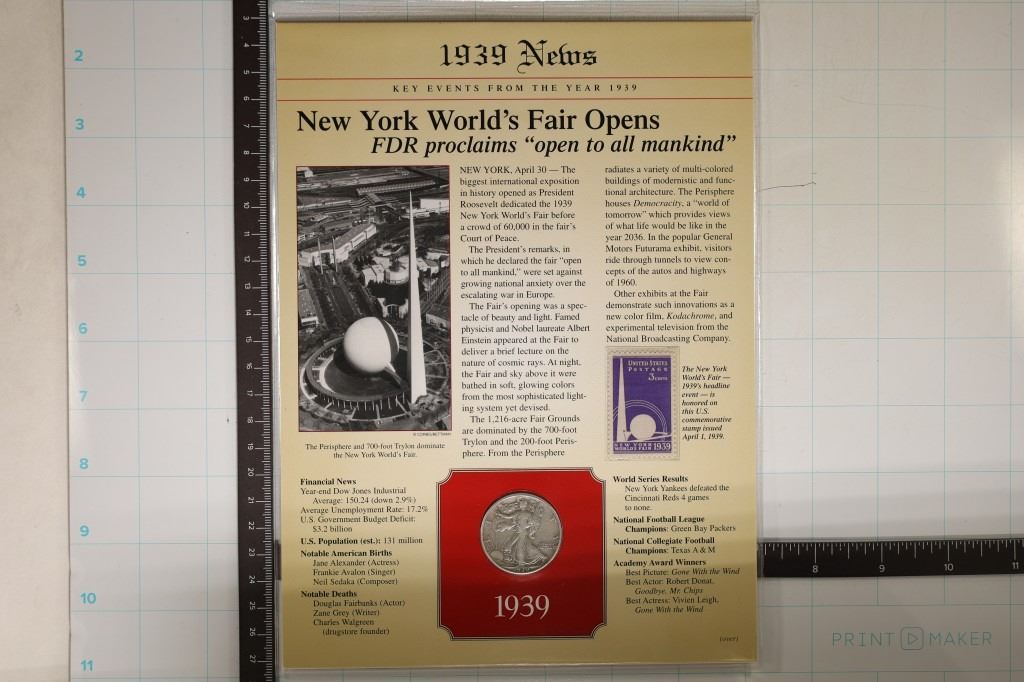 1939 News
KEY EVENTS FROM THE YEAR 1939
New York World's Fair Opens
FDR proclaims "open to all mankind"
NEW YORK, April 30 — The
biggest international exposition
in history opened as President
Roosevelt dedicated the 1939
New York World's Fair before
a crowd of 60,000 in the fair's
Court of Peace.
The President's remarks, in
which he declared the fair "open
to all mankind," were set against
growing national anxiety over the
escalating war in Europe.
The Fair's opening was a spec-
tacle of beauty and light. Famed
physicist and Nobel laureate Albert
Einstein appeared at the Fair to
deliver a brief lecture on the
nature of cosmic rays. At night,
the Fair and sky above it were
bathed in soft, glowing colors
from the most sophisticated light-
ing system yet devised.
The 1,216-acre Fair Grounds
are dominated by the 700-foot
Trylon and the 200-foot Peris-
phere. From the Perisphere
radiates a variety of multi-colored
buildings of modernistic and func-
tional architecture. The Perisphere
houses Democracity, a "world of
tomorrow" which provides views
of what life would be like in the
year 2036. In the popular General
Motors Futurama exhibit, visitors
ride through tunnels to view con-
cepts of the autos and highways
of 1960.
Other exhibits at the Fair
demonstrate such innovations as a
new color film, Kodachrome, and
experimental television from the
National Broadcasting Company.
© CORBIS/BETTMANN
The Perisphere and 700-foot Trylon dominate
the New York World's Fair.
UNITED STATES
POSTAGE
3 CENTS
NEW YORK
WORLD'S FAIR 1939
The New York
World's Fair —
1939's headline
event — is
honored on
this U.S.
commemorative
stamp issued
April 1, 1939.
Financial News
Year-end Dow Jones Industrial
Average: 150.24 (down 2.9%)
Average Unemployment Rate: 17.2%
U.S. Government Budget Deficit:
$3.2 billion
U.S. Population (est.): 131 million
Notable American Births
Jane Alexander (Actress)
Frankie Avalon (Singer)
Neil Sedaka (Composer)
Notable Deaths
Douglas Fairbanks (Actor)
Zane Grey (Writer)
Charles Walgreen
(drugstore founder)
1939
World Series Results
New York Yankees defeated the
Cincinnati Reds 4 games
to none.
National Football League
Champions: Green Bay Packers
National Collegiate Football
Champions: Texas A & M
Academy Award Winners
Best Picture: Gone With the Wind
Best Actor: Robert Donat,
Goodbye, Mr. Chips
Best Actress: Vivien Leigh,
Gone With the Wind
(over)
2
3
4
5
6
7
8
9
10
11
8 9 10 11
PRINT MAKER